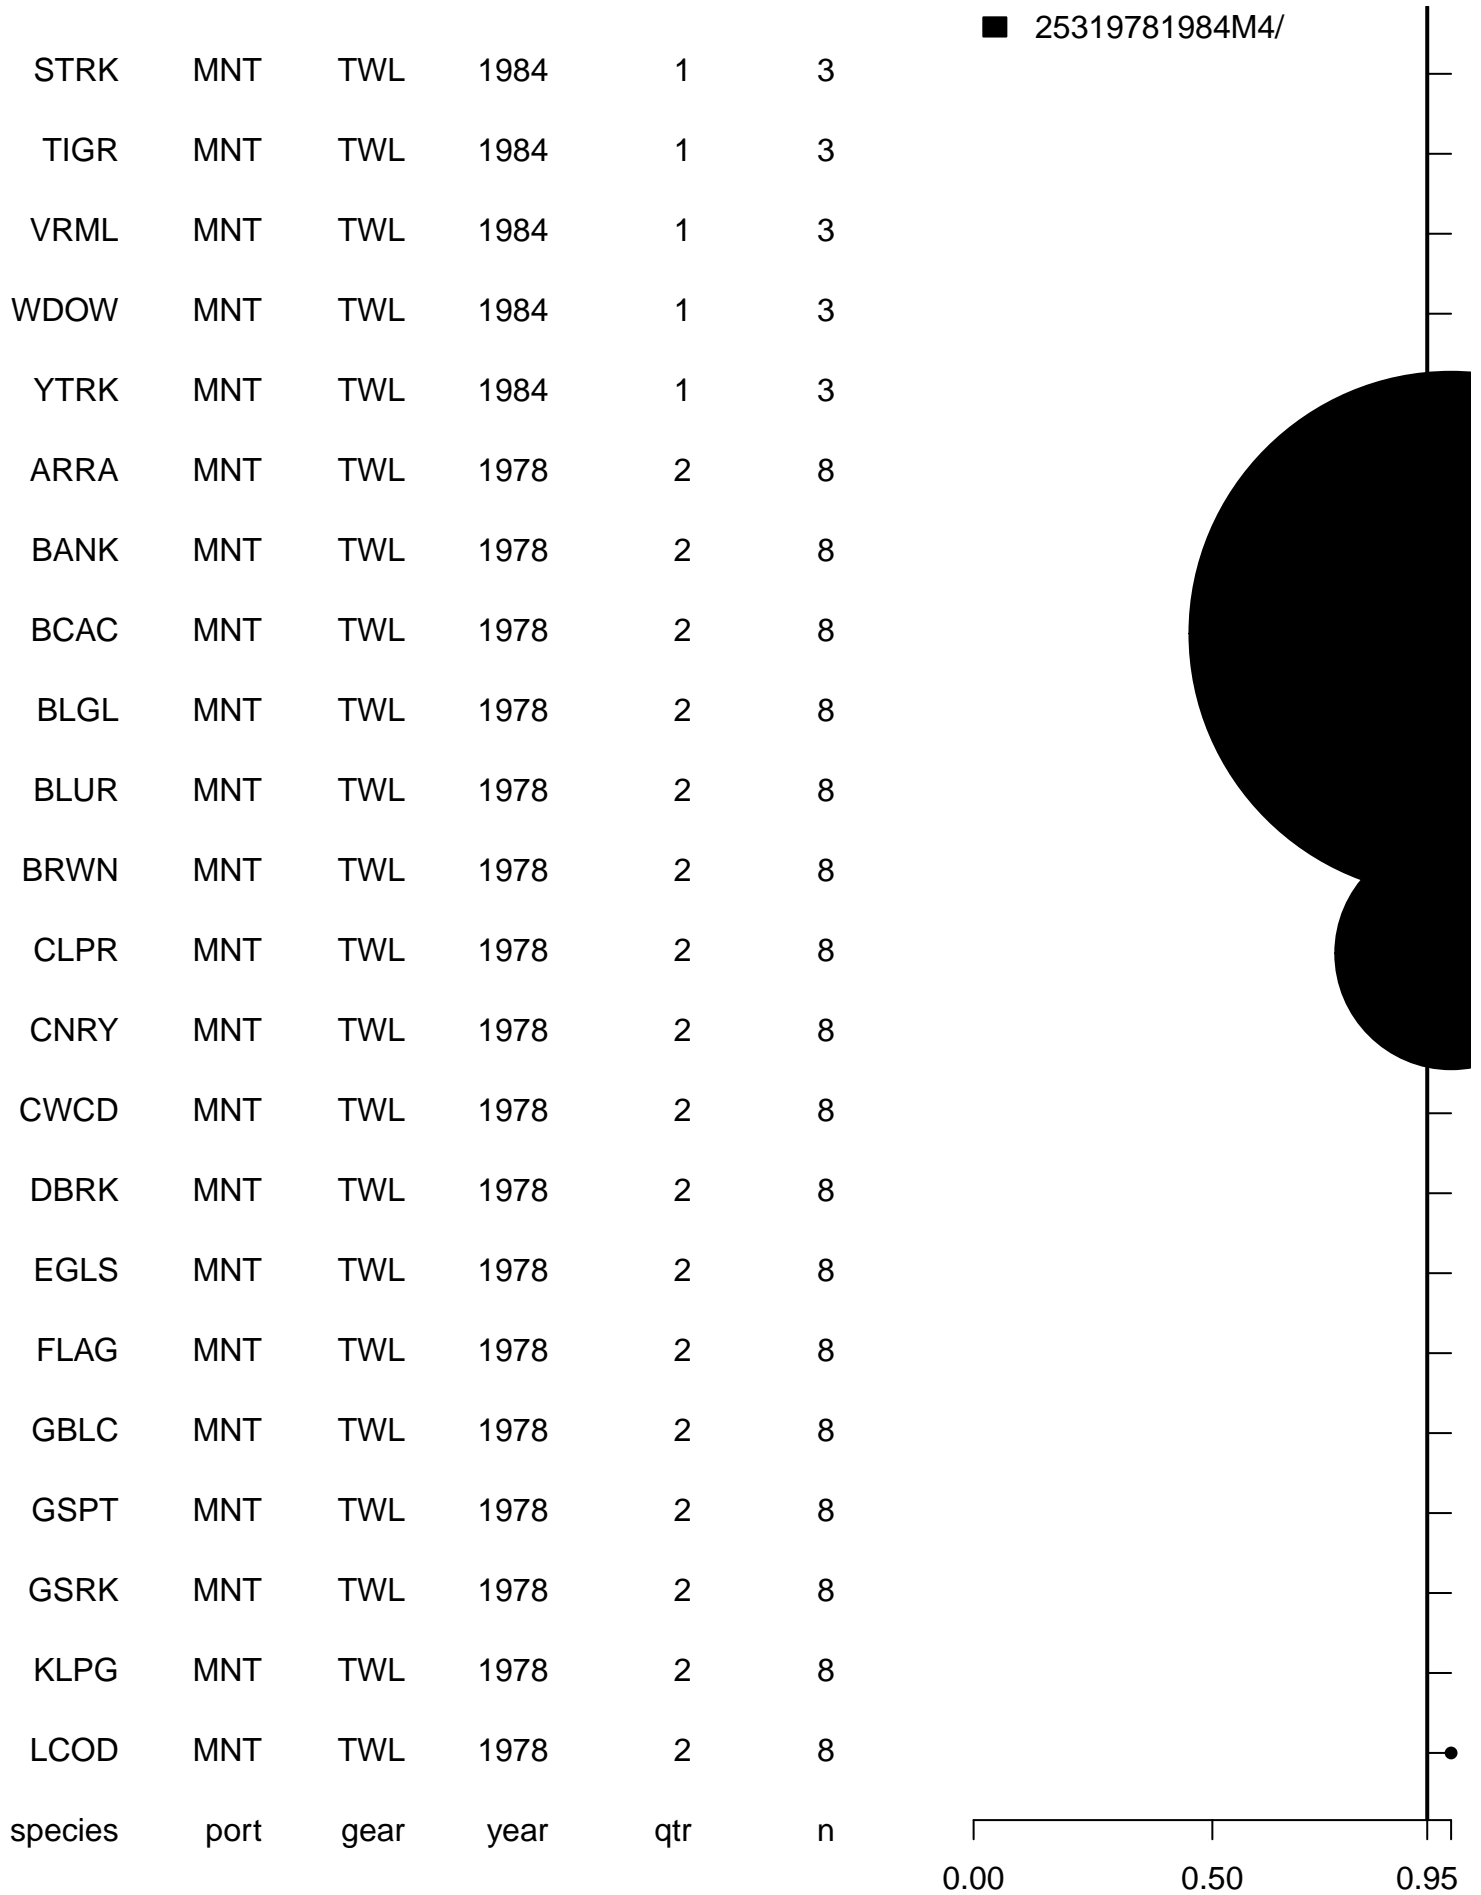 25319781984M4/
STRK MNT TWL 1984 1 3
TIGR MNT TWL 1984 1 3
VRML MNT TWL 1984 1 3
WDOW MNT TWL 1984 1 3
YTRK MNT TWL 1984 1 3
ARRA MNT TWL 1978 2 8
BANK MNT TWL 1978 2 8
BCAC MNT TWL 1978 2 8
BLGL MNT TWL 1978 2 8
BLUR MNT TWL 1978 2 8
BRWN MNT TWL 1978 2 8
CLPR MNT TWL 1978 2 8
CNRY MNT TWL 1978 2 8
CWCD MNT TWL 1978 2 8
DBRK MNT TWL 1978 2 8
EGLS MNT TWL 1978 2 8
FLAG MNT TWL 1978 2 8
GBLC MNT TWL 1978 2 8
GSPT MNT TWL 1978 2 8
GSRK MNT TWL 1978 2 8
KLPG MNT TWL 1978 2 8
LCOD MNT TWL 1978 2 8
species port gear year qtr n
0.00 0.50 0.95